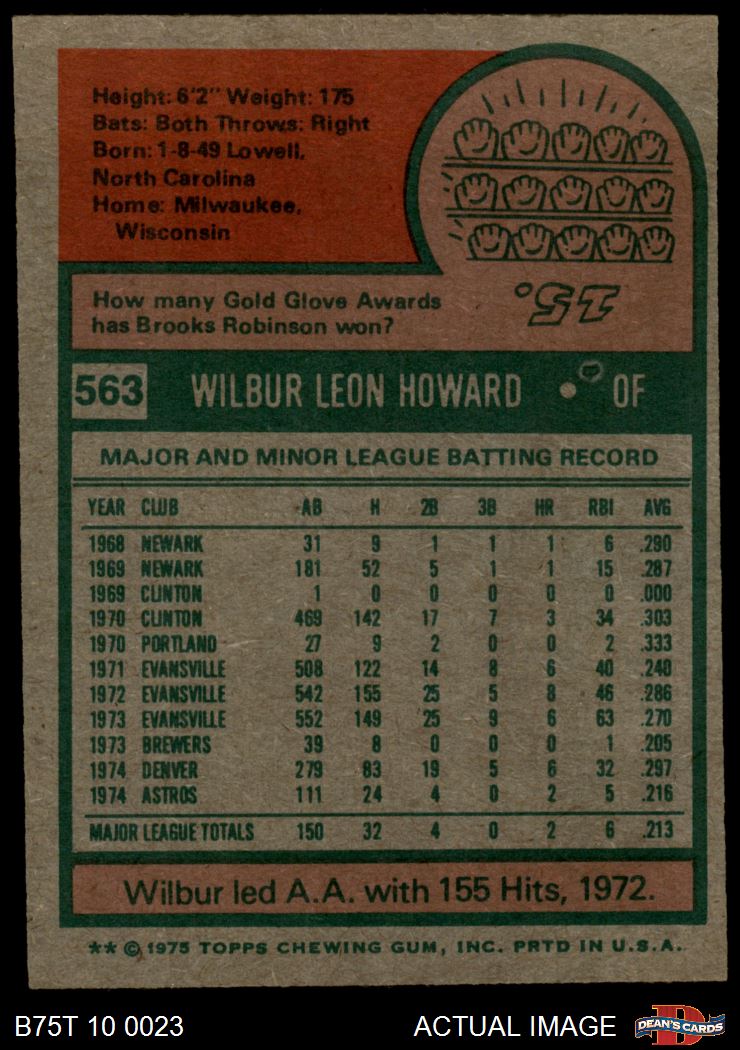 Height: 6'2" Weight: 175
Bats: Both Throws: Right
Born: 1-8-49 Lowell,
North Carolina
Home: Milwaukee,
Wisconsin
How many Gold Glove Awards
has Brooks Robinson won?
15.
563 WILBUR LEON HOWARD • OF
MAJOR AND MINOR LEAGUE BATTING RECORD
YEAR CLUB AB H 2B 3B HR RBI AVG
1968 NEWARK 31 9 1 1 1 6 .290
1969 NEWARK 181 52 5 1 1 15 .287
1969 CLINTON 1 0 0 0 0 0 .000
1970 CLINTON 469 142 17 7 3 34 .303
1970 PORTLAND 27 9 2 0 0 2 .333
1971 EVANSVILLE 508 122 14 8 6 40 .240
1972 EVANSVILLE 542 155 25 5 8 46 .286
1973 EVANSVILLE 552 149 25 9 6 63 .270
1973 BREWERS 39 8 0 0 0 1 .205
1974 DENVER 279 83 19 5 6 32 .297
1974 ASTROS 111 24 4 0 2 5 .216
MAJOR LEAGUE TOTALS 150 32 4 0 2 6 .213
Wilbur led A.A. with 155 Hits, 1972.
** © 1975 TOPPS CHEWING GUM, INC. PRTD IN U.S.A.
B75T 10 0023 ACTUAL IMAGE D DEAN'S CARDS